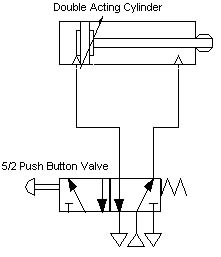 Double Acting Cylinder
5/2 Push Button Valve